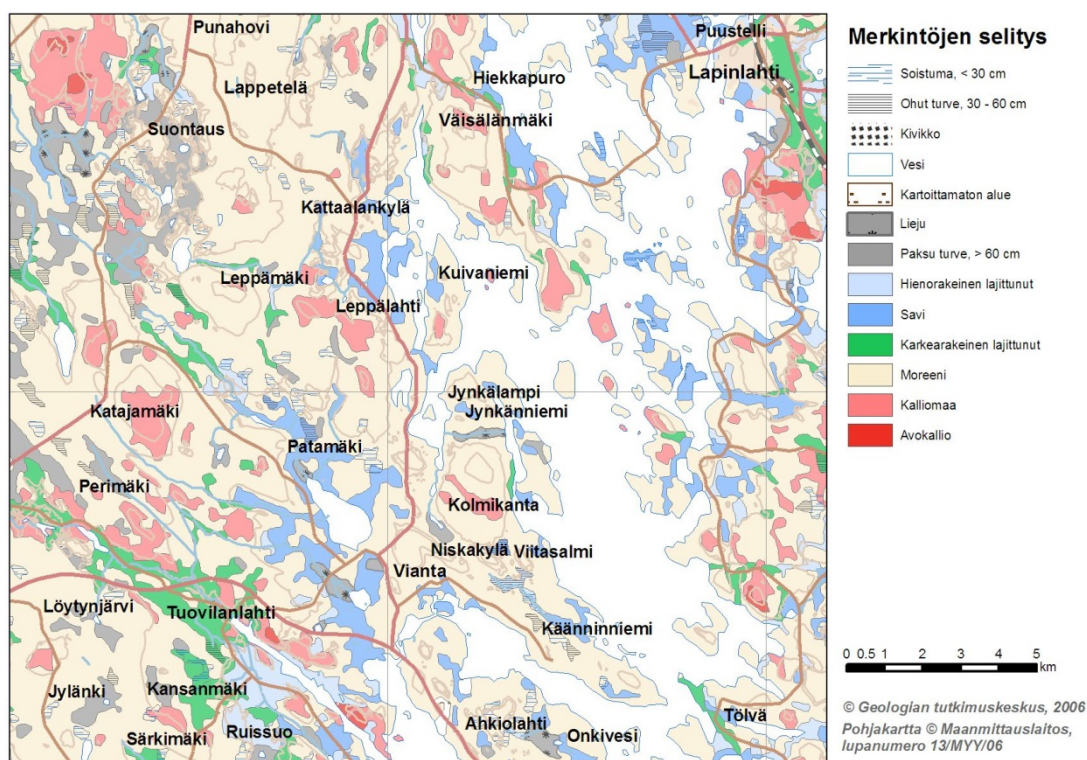 Punahovi
Puustelli
Lappetelä
Hiekkapuro
Lapinlahti
Suontaus
Väisälänmäki
Kattaalankylä
Leppämäki
Kuivaniemi
Leppälahti
Jynkälampi
Jynkänniemi
Katajamäki
Patamäki
Perimäki
Kolmikanta
Niskakylä
Viitasalmi
Vianta
Löytynjärvi
Tuovilanlahti
Käänninniemi
Jylänki
Kansanmäki
Särkimäki
Ruissuo
Ahkiolahti
Onkivesi
Tölvä
Merkintöjen selitys
Soistuma, < 30 cm
Ohut turve, 30 - 60 cm
Kivikko
Vesi
Kartoittamaton alue
Lieju
Paksu turve, > 60 cm
Hienorakeinen lajittunut
Savi
Karkearakeinen lajittunut
Moreeni
Kalliomaa
Avokallio
0 0.5 1 2 3 4 5
km
© Geologian tutkimuskeskus, 2006
Pohjakartta © Maanmittauslaitos,
lupanumero 13/MYY/06